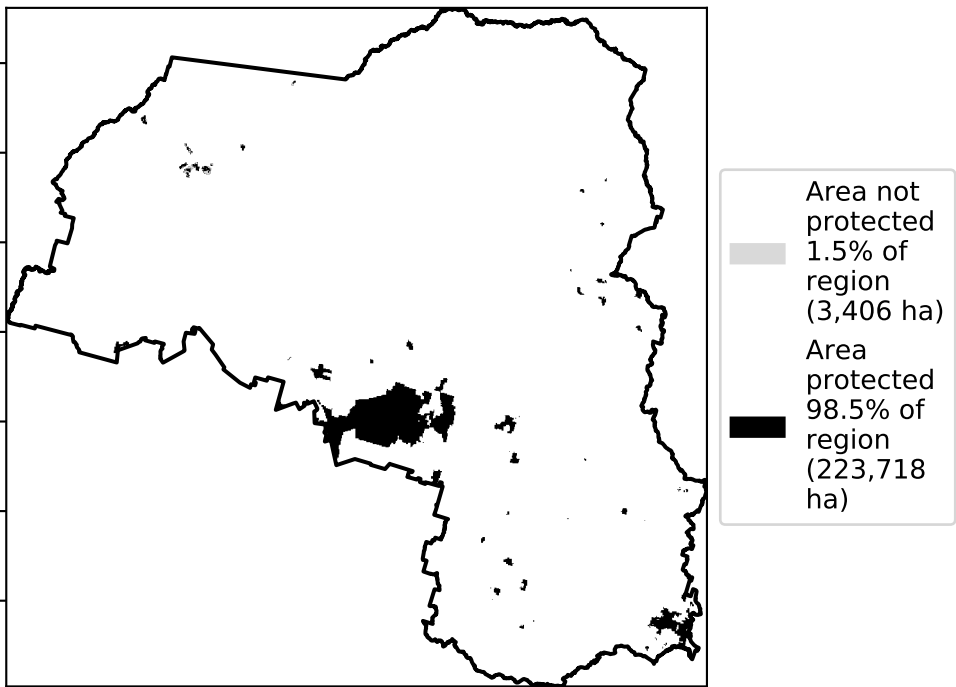 Area not
protected
1.5% of
region
(3,406 ha)
Area
protected
98.5% of
region
(223,718
ha)